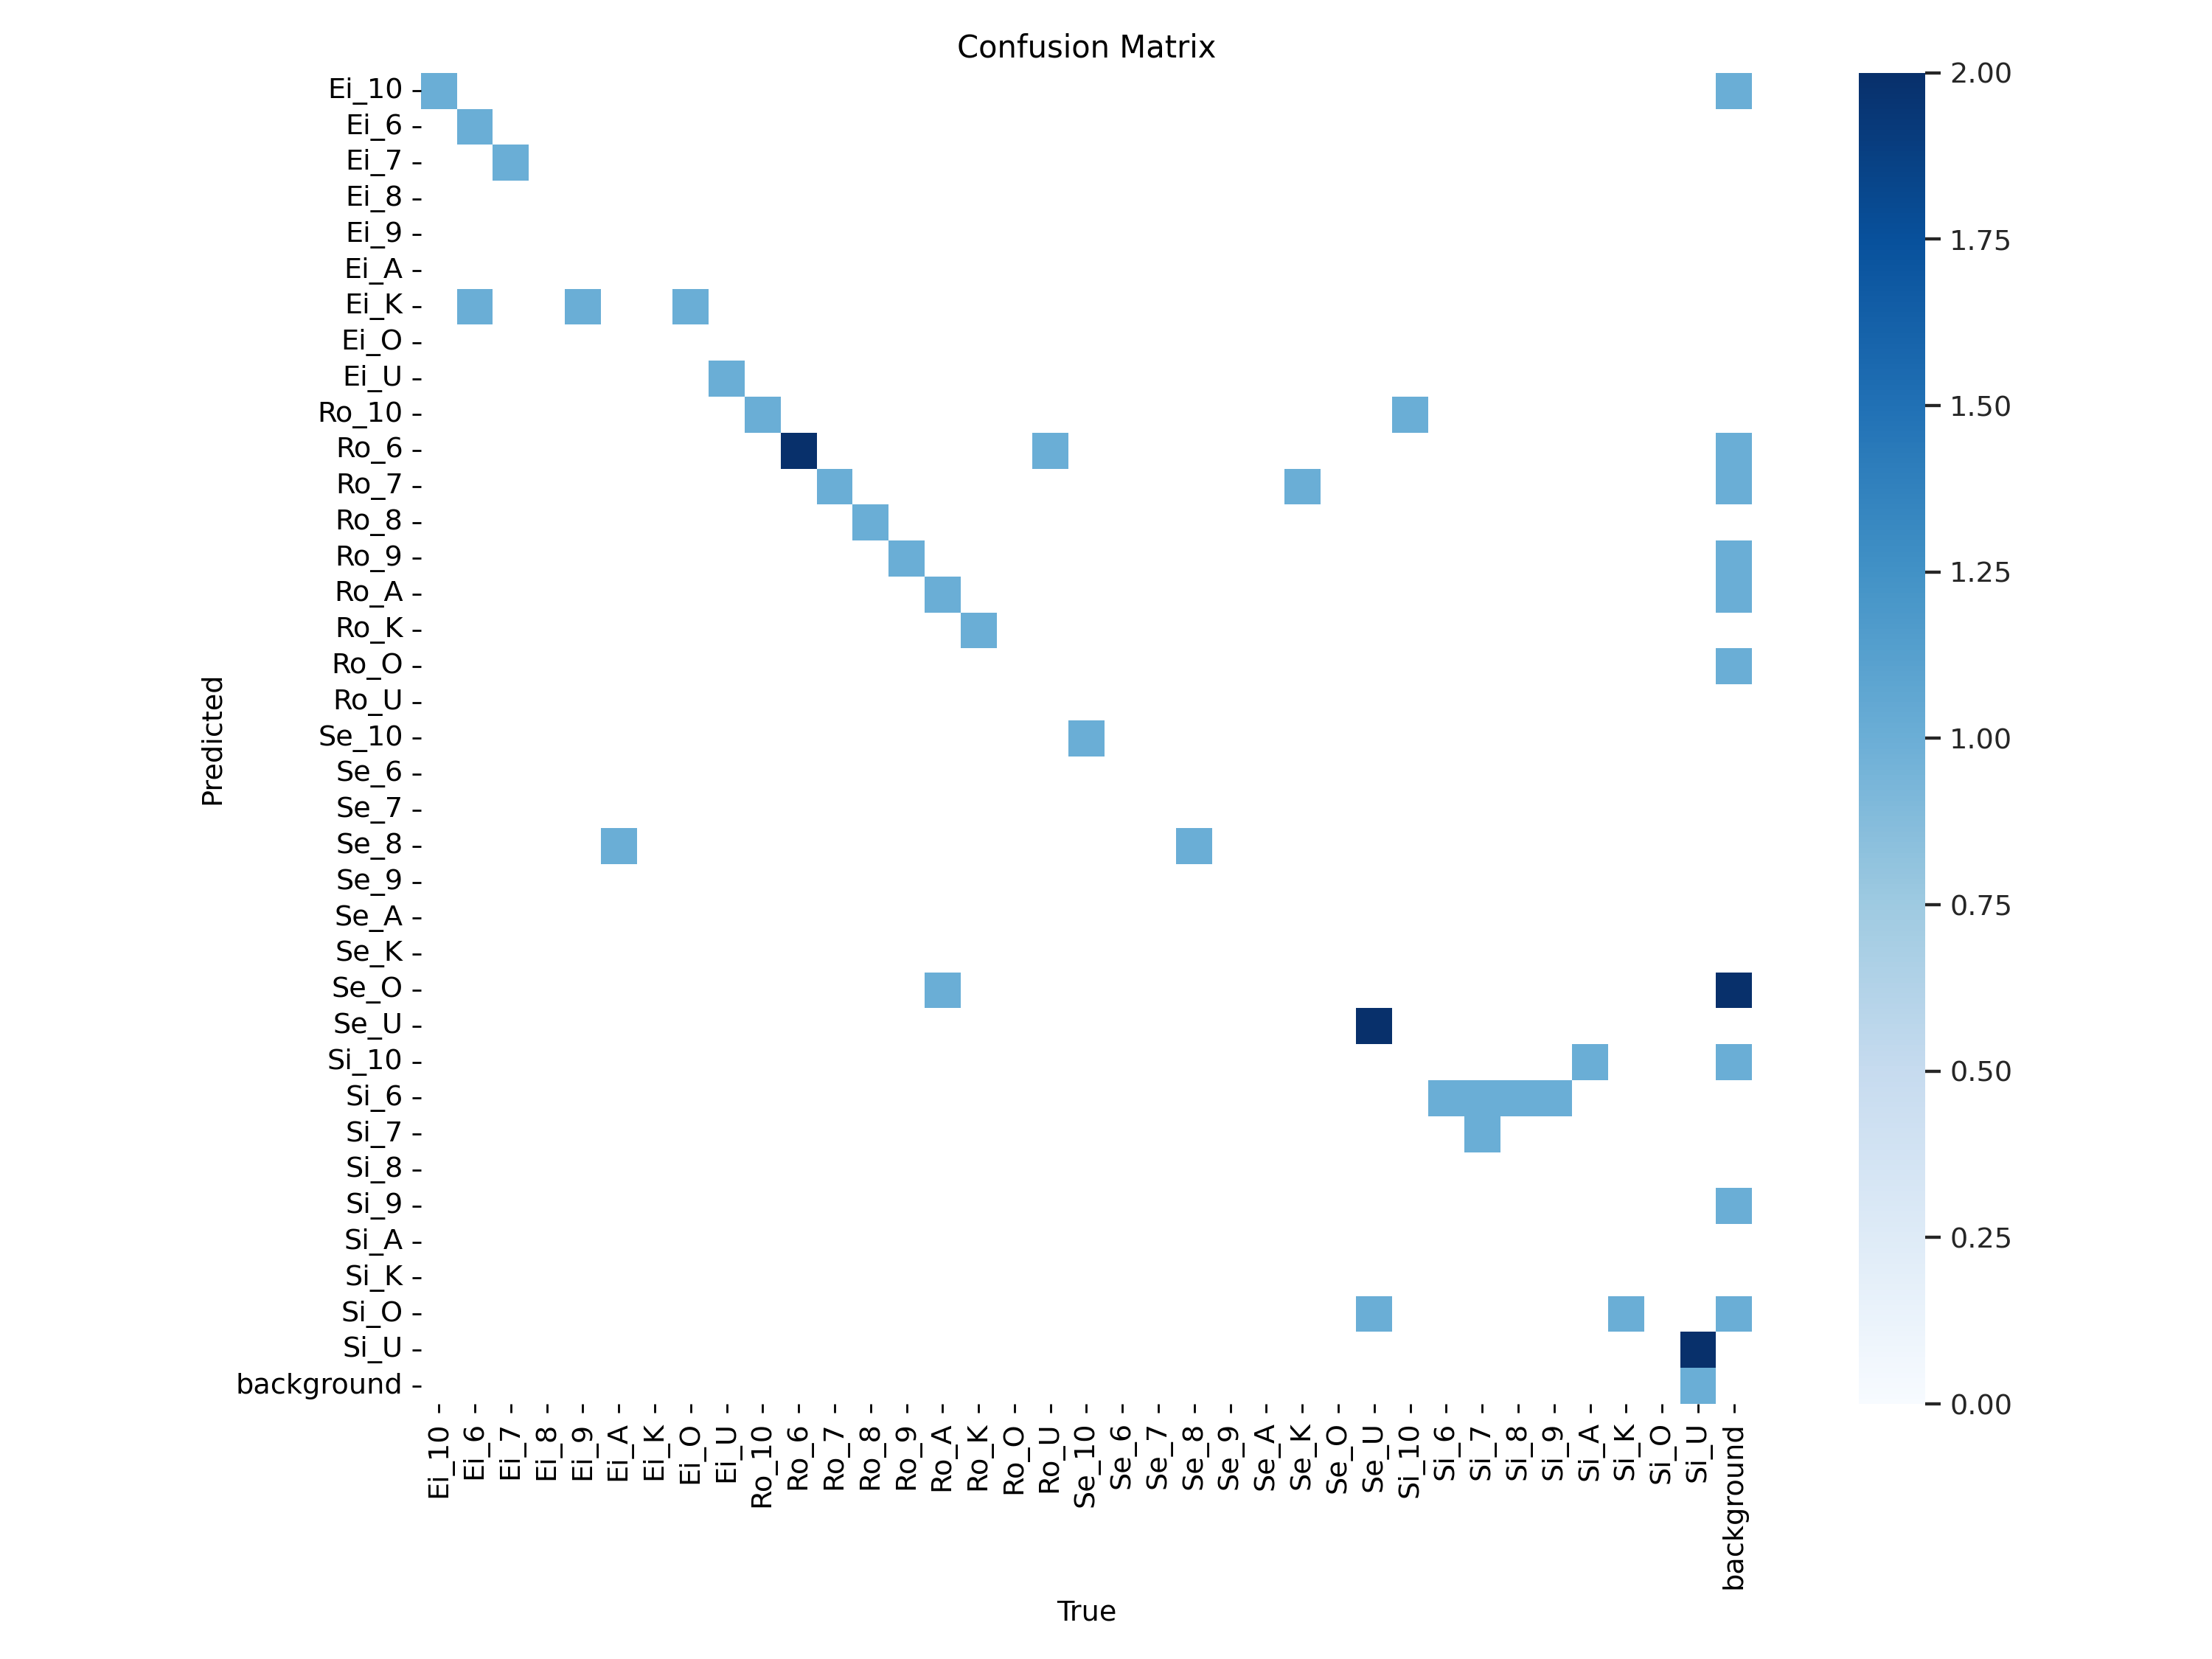 Confusion Matrix
Predicted
Ei_10
Ei_6
Ei_7
Ei_8
Ei_9
Ei_A
Ei_K
Ei_O
Ei_U
Ro_10
Ro_6
Ro_7
Ro_8
Ro_9
Ro_A
Ro_K
Ro_O
Ro_U
Se_10
Se_6
Se_7
Se_8
Se_9
Se_A
Se_K
Se_O
Se_U
Si_10
Si_6
Si_7
Si_8
Si_9
Si_A
Si_K
Si_O
Si_U
background
Ei_10 Ei_6 Ei_7 Ei_8 Ei_9 Ei_A Ei_K Ei_O Ei_U Ro_10 Ro_6 Ro_7 Ro_8 Ro_9 Ro_A Ro_K Ro_O Ro_U Se_10 Se_6 Se_7 Se_8 Se_9 Se_A Se_K Se_O Se_U Si_10 Si_6 Si_7 Si_8 Si_9 Si_A Si_K Si_O Si_U background
True
2.00
1.75
1.50
1.25
1.00
0.75
0.50
0.25
0.00